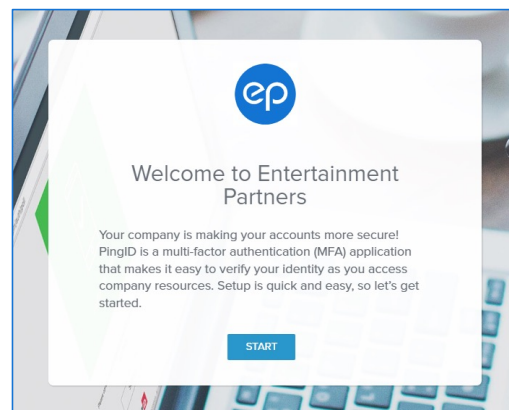 ep
Welcome to Entertainment
Partners
Your company is making your accounts more secure!
PingID is a multi-factor authentication (MFA) application
that makes it easy to verify your identity as you access
company resources. Setup is quick and easy, so let's get
started.
START